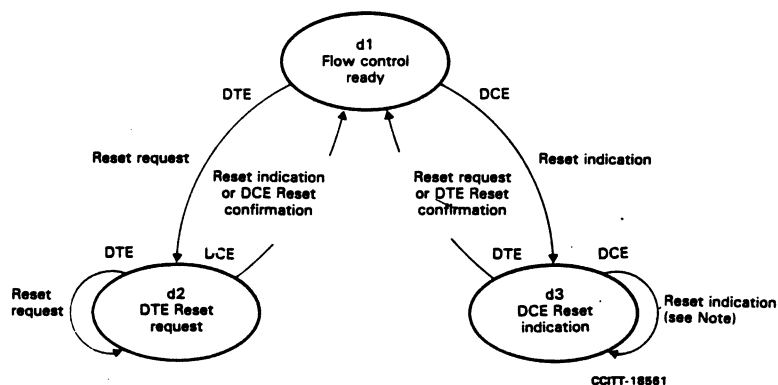 d1
Flow control
ready
DTE
DCE
Reset request
Reset indication
Reset indication
or DCE Reset
confirmation
Reset request
or DTE Reset
confirmation
DTE
DCE
DTE
DCE
Reset
request
d2
DTE Reset
request
d3
DCE Reset
indication
Reset indication
(see Note)
CCITT-18561